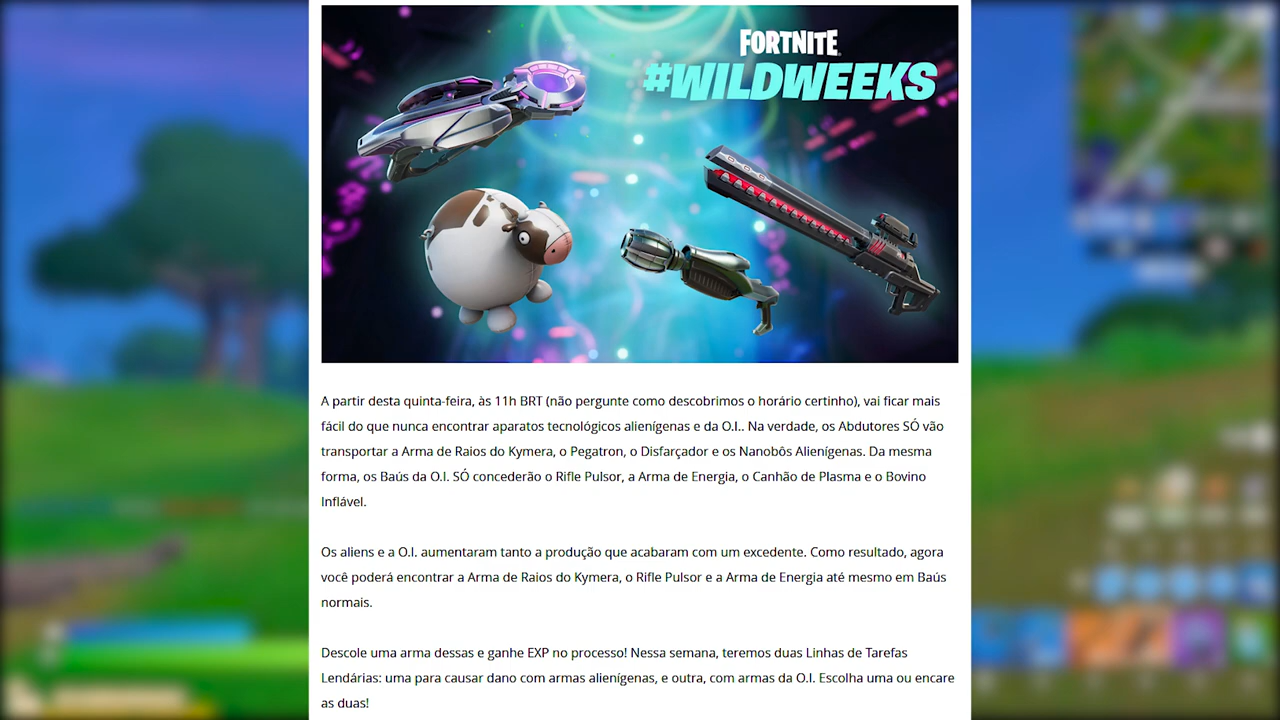 FORTNITE
#WILDWEEKS
A partir desta quinta-feira, às 11h BRT (não pergunte como descobrimos o horário certinho), vai ficar mais
fácil do que nunca encontrar aparatos tecnológicos alienígenas e da O.I.. Na verdade, os Abdutores SÓ vão
transportar a Arma de Raios do Kymera, o Pegatron, o Disfarçador e os Nanobôs Alienígenas. Da mesma
forma, os Baús da O.I. SÓ concederão o Rifle Pulsor, a Arma de Energia, o Canhão de Plasma e o Bovino
Inflável.
Os aliens e a O.I. aumentaram tanto a produção que acabaram com um excedente. Como resultado, agora
você poderá encontrar a Arma de Raios do Kymera, o Rifle Pulsor e a Arma de Energia até mesmo em Baús
normais.
Descole uma arma dessas e ganhe EXP no processo! Nessa semana, teremos duas Linhas de Tarefas
Lendárias: uma para causar dano com armas alienígenas, e outra, com armas da O.I. Escolha uma ou encare
as duas!